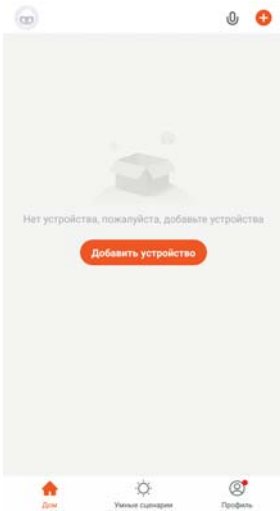 Нет устройства, пожалуйста, добавьте устройства
Добавить устройство
Дом
Умные сценарии
Профиль